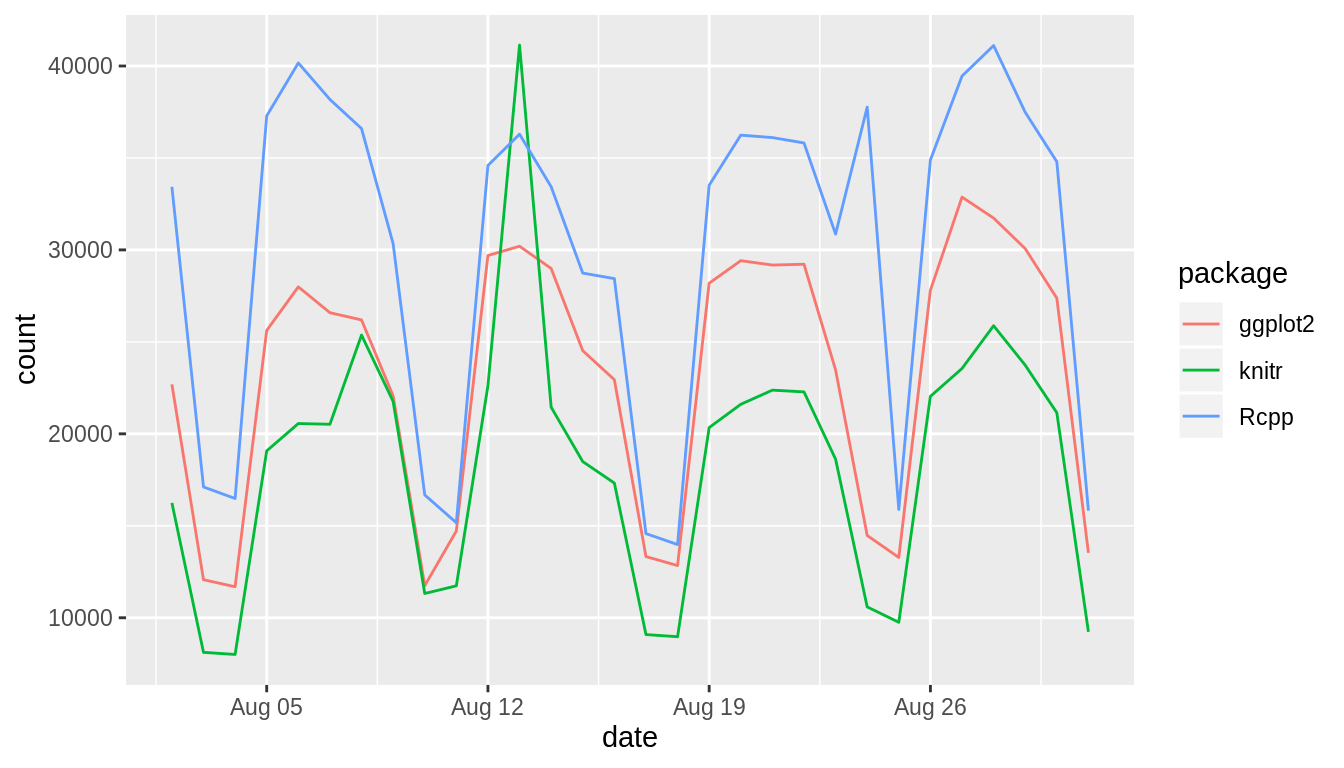 40000
30000
20000
10000
count
Aug 05
Aug 12
Aug 19
Aug 26
date
package
ggplot2
knitr
Rcpp